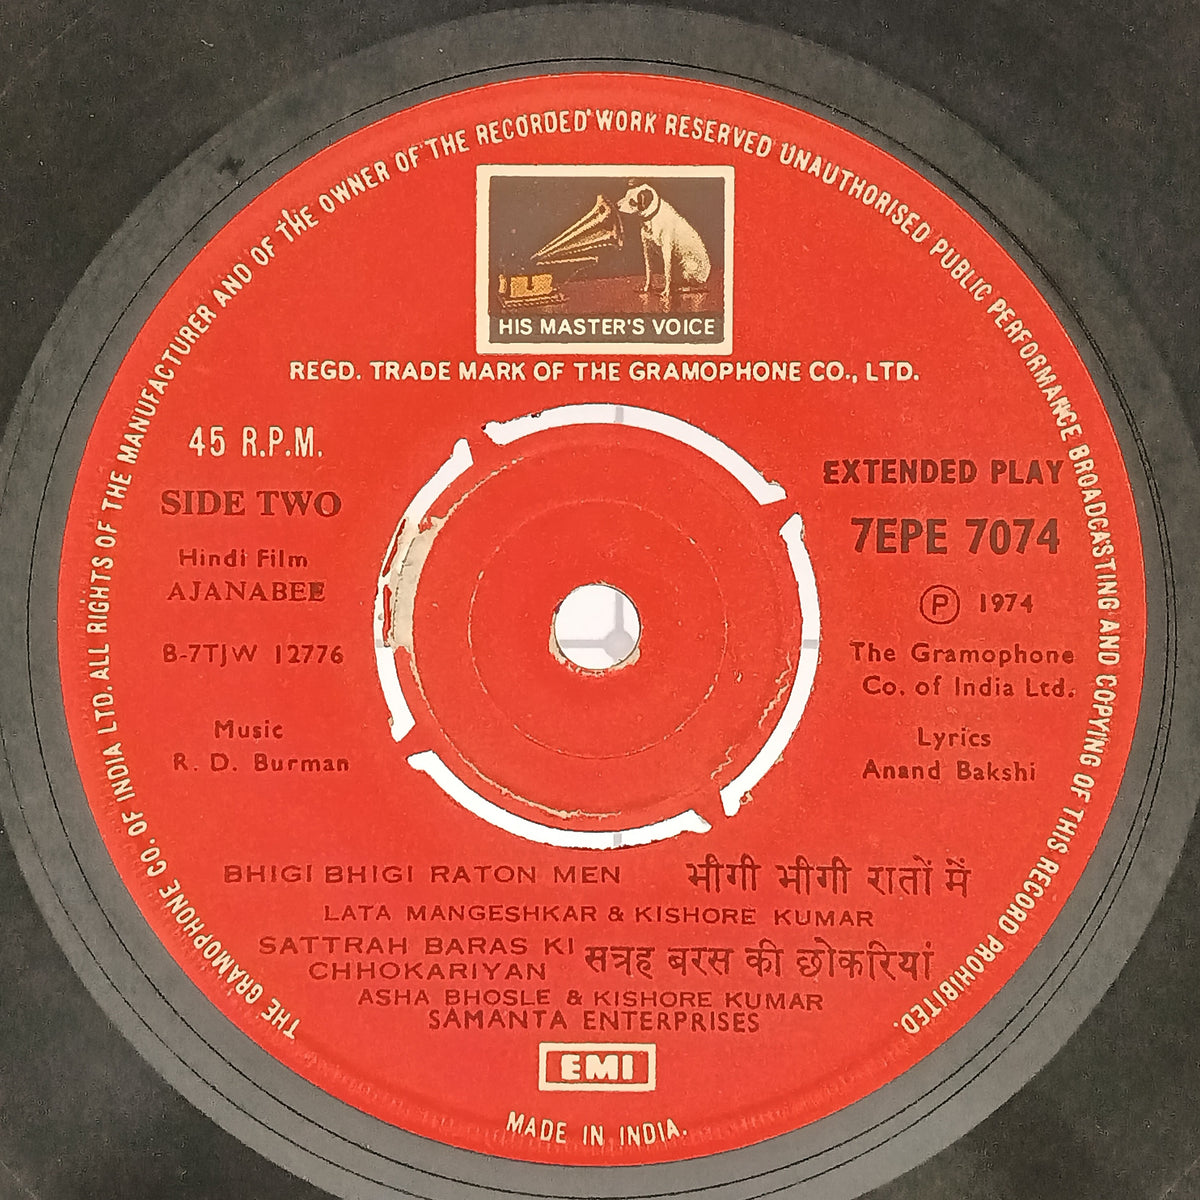 THE GRAMOPHONE CO. OF INDIA LTD. ALL RIGHTS OF THE MANUFACTURER AND OF THE OWNER OF THE RECORDED WORK RESERVED UNAUTHORISED PUBLIC PERFORMANCE BROADCASTING AND COPYING OF THIS RECORD PROHIBITED.
HIS MASTER'S VOICE
REGD. TRADE MARK OF THE GRAMOPHONE CO., LTD.
45 R.P.M.
SIDE TWO
Hindi Film
AJANABEE
B-7TJW 12776
Music
R. D. Burman
EXTENDED PLAY
7EPE 7074
Ⓟ 1974
The Gramophone
Co. of India Ltd.
Lyrics
Anand Bakshi
BHIGI BHIGI RATON MEN भीगी भीगी रातों में
LATA MANGESHKAR & KISHORE KUMAR
SATTRAH BARAS KI
CHHOKARIYAN सत्रह बरस की छोकरियां
ASHA BHOSLE & KISHORE KUMAR
SAMANTA ENTERPRISES
EMI
MADE IN INDIA.